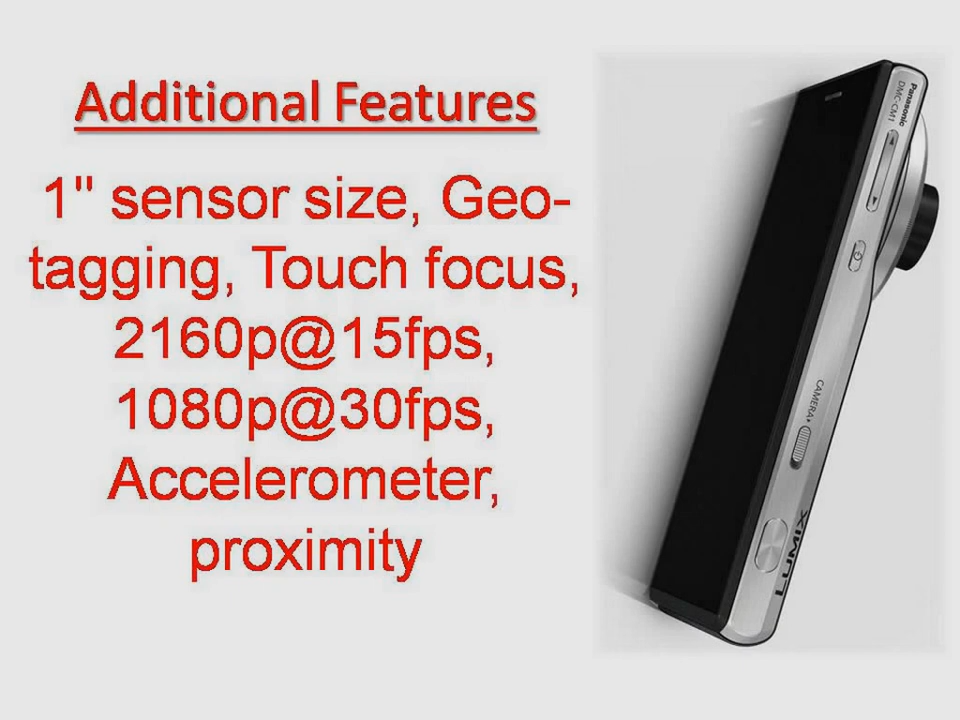 Additional Features
1" sensor size, Geo-
tagging, Touch focus,
2160p@15fps,
1080p@30fps,
Accelerometer,
proximity
Panasonic
DMC-CM1
CAMERA
LUMIX